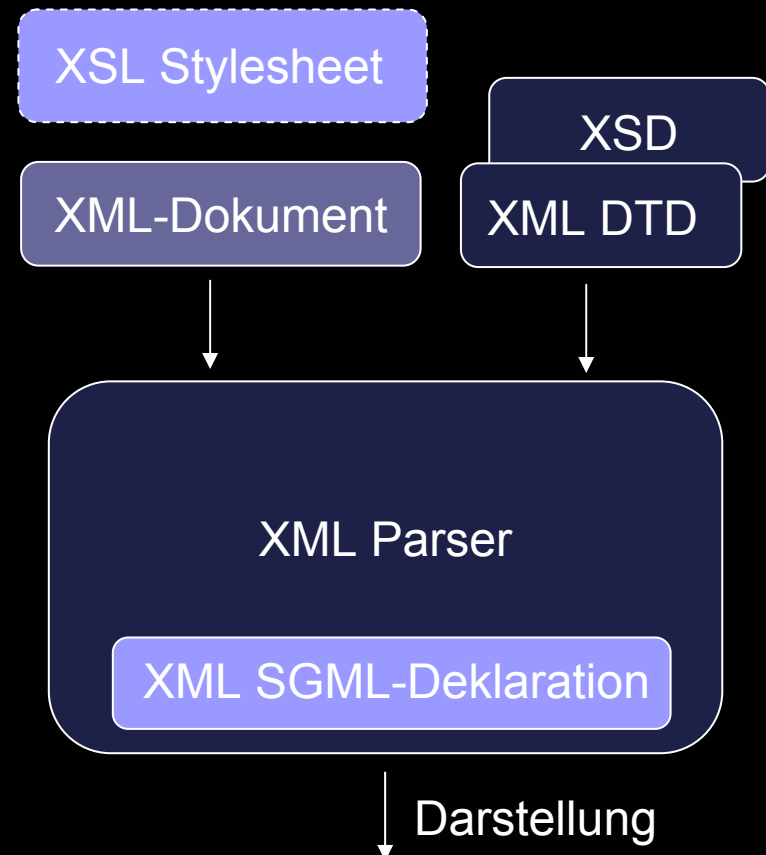 XSL Stylesheet
XSD
XML-Dokument
XML DTD
XML Parser
XML SGML-Deklaration
Darstellung